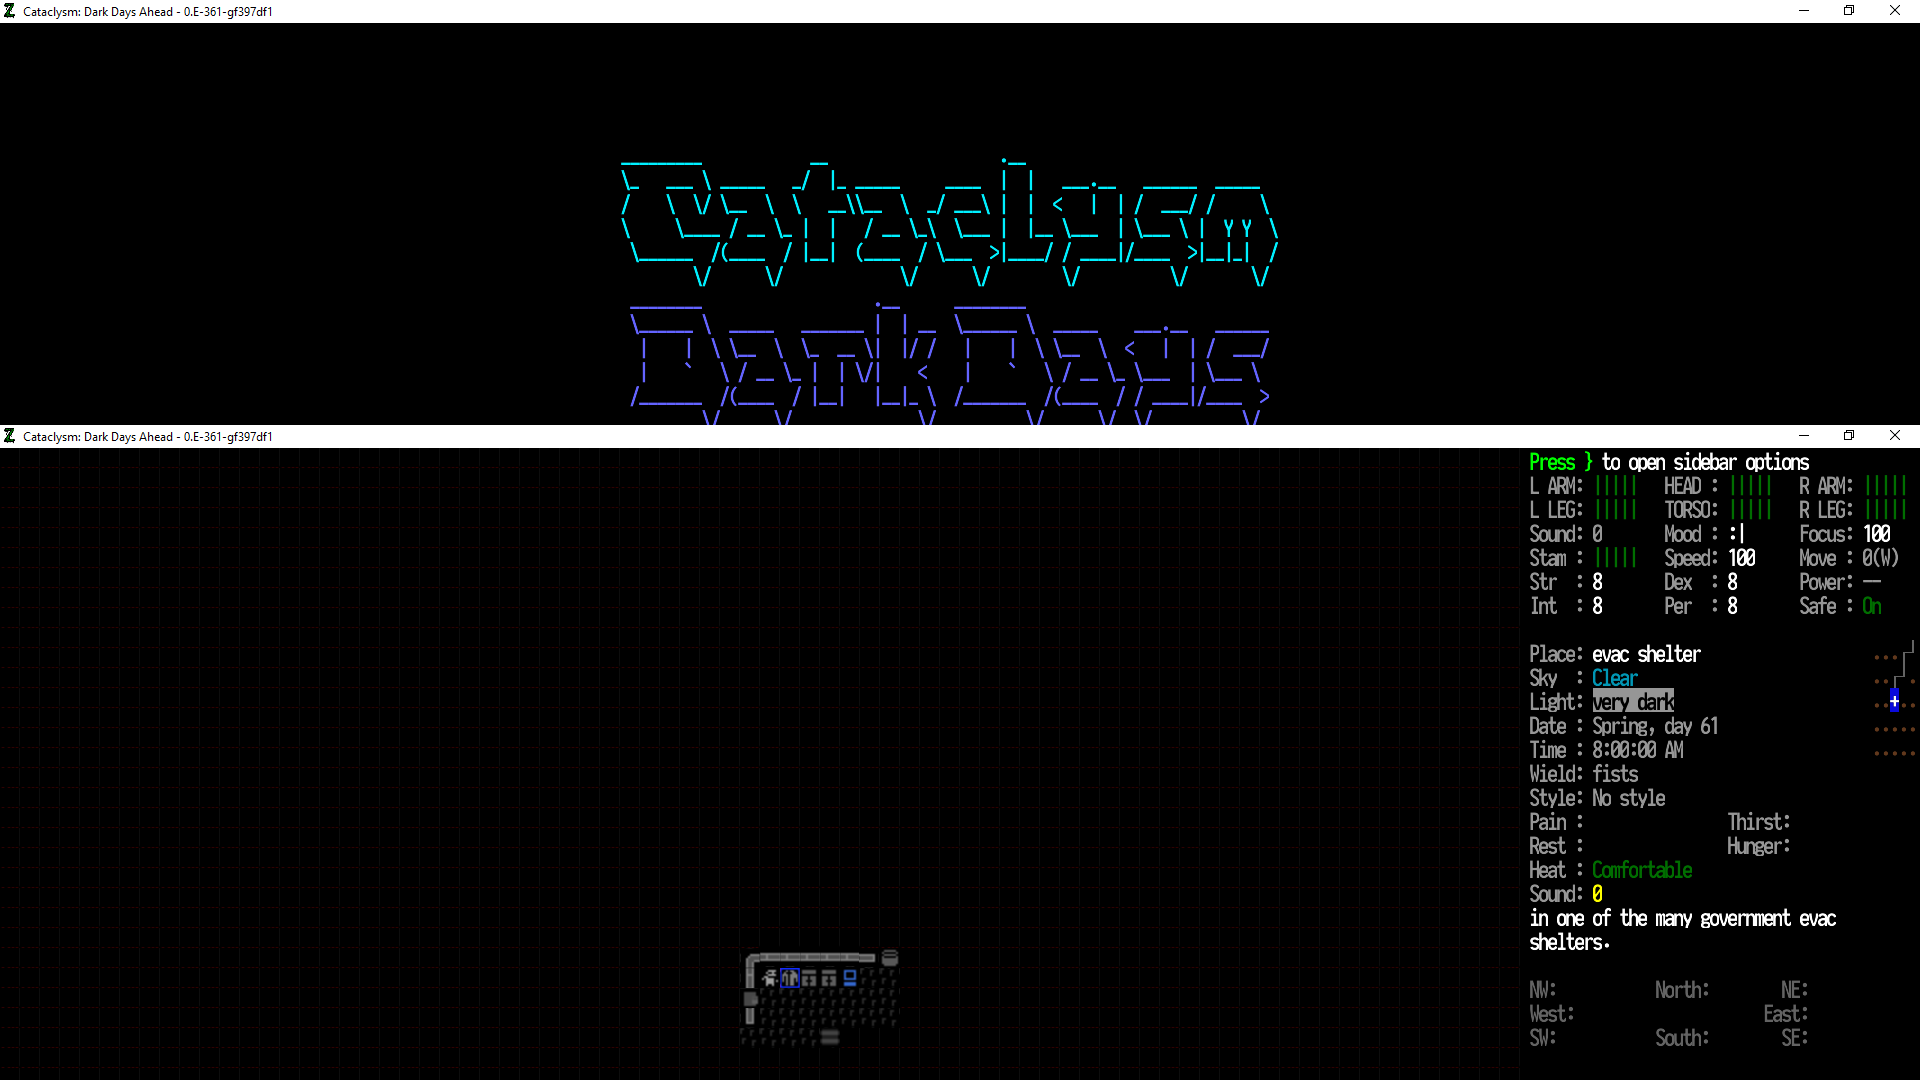 Cataclysm: Dark Days Ahead - 0.E-361-gf397df1
Cataclysm
Dark Days
Cataclysm: Dark Days Ahead - 0.E-361-gf397df1
Press } to open sidebar options
L ARM: ||||| HEAD : ||||| R ARM: |||||
L LEG: ||||| TORSO: ||||| R LEG: |||||
Sound: 0 Mood : :| Focus: 100
Stam : ||||| Speed: 100 Move : 0(W)
Str : 8 Dex : 8 Power: --
Int : 8 Per : 8 Safe : On
Place: evac shelter
Sky : Clear
Light: very dark
Date : Spring, day 61
Time : 8:00:00 AM
Wield: fists
Style: No style
Pain : Thirst:
Rest : Hunger:
Heat : Comfortable
Sound: 0
in one of the many government evac
shelters.
NW: North: NE:
West: East:
SW: South: SE: